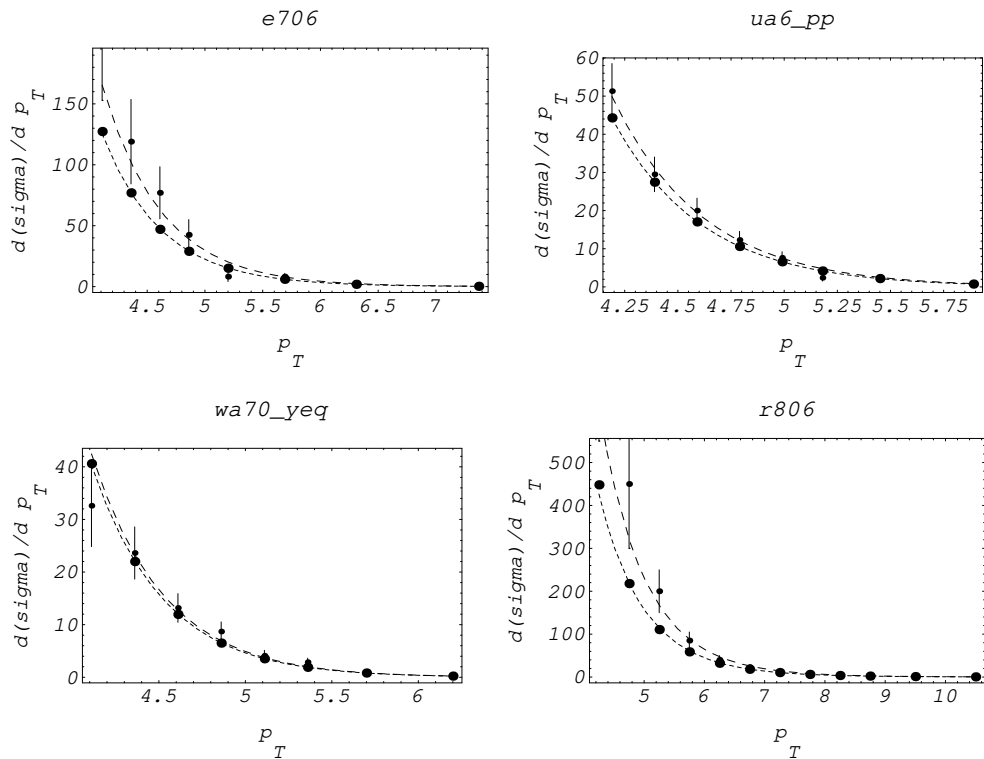 e706
d(sigma)/d p_T
150
100
50
0
4.5 5 5.5 6 6.5 7
p_T
ua6_pp
d(sigma)/d p_T
60
50
40
30
20
10
0
4.25 4.5 4.75 5 5.25 5.5 5.75
p_T
wa70_yeq
d(sigma)/d p_T
40
30
20
10
0
4.5 5 5.5 6
p_T
r806
d(sigma)/d p_T
500
400
300
200
100
0
5 6 7 8 9 10
p_T